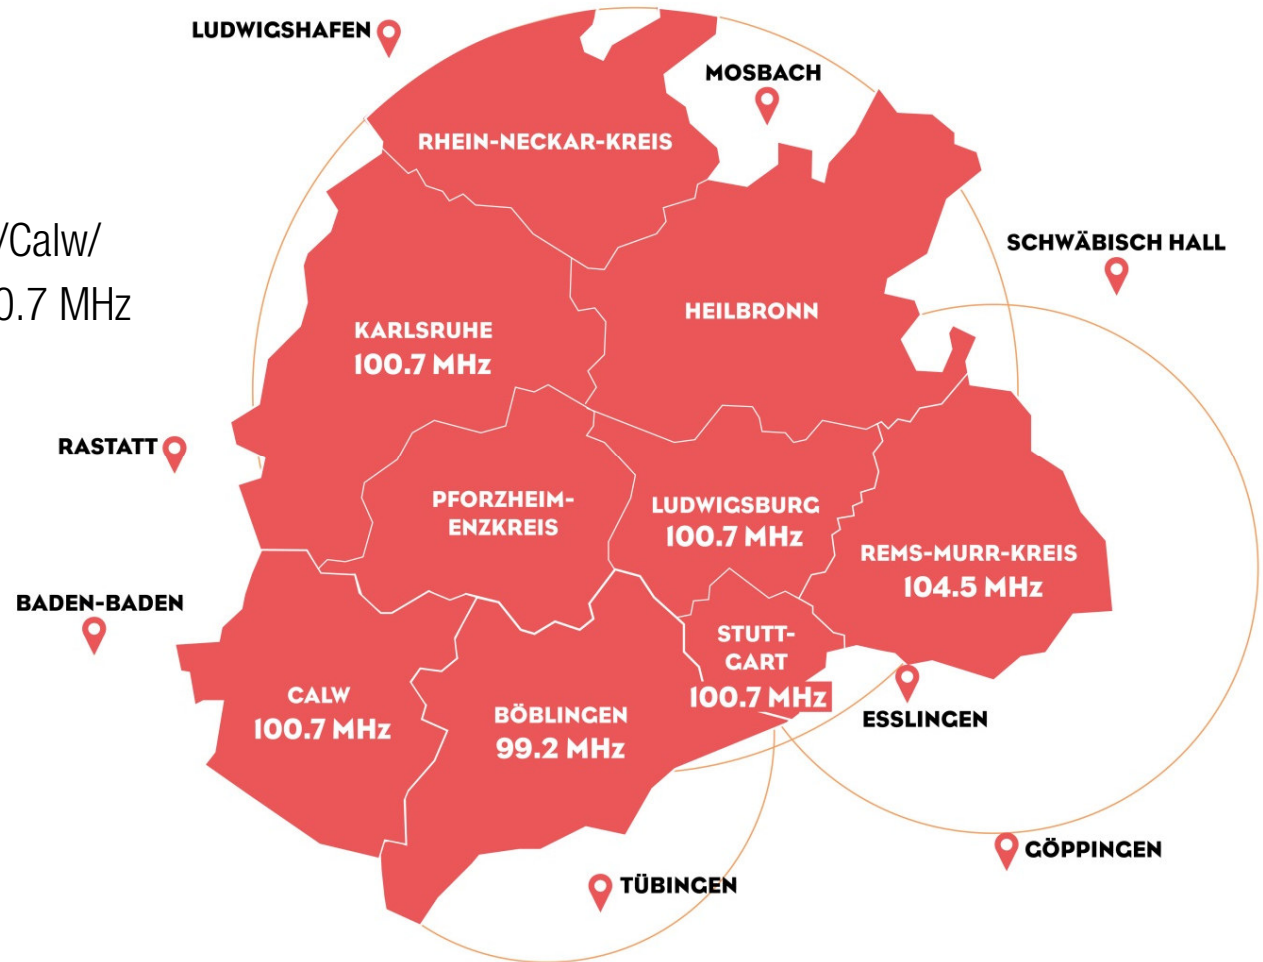 LUDWIGSHAFEN
MOSBACH
RHEIN-NECKAR-KREIS
/Calw/
0.7 MHz
SCHWÄBISCH HALL
HEILBRONN
KARLSRUHE
100.7 MHz
RASTATT
PFORZHEIM-
ENZKREIS
LUDWIGSBURG
100.7 MHz
REMS-MURR-KREIS
104.5 MHz
BADEN-BADEN
STUTT-
GART
100.7 MHz
CALW
100.7 MHz
BÖBLINGEN
99.2 MHz
ESSLINGEN
GÖPPINGEN
TÜBINGEN